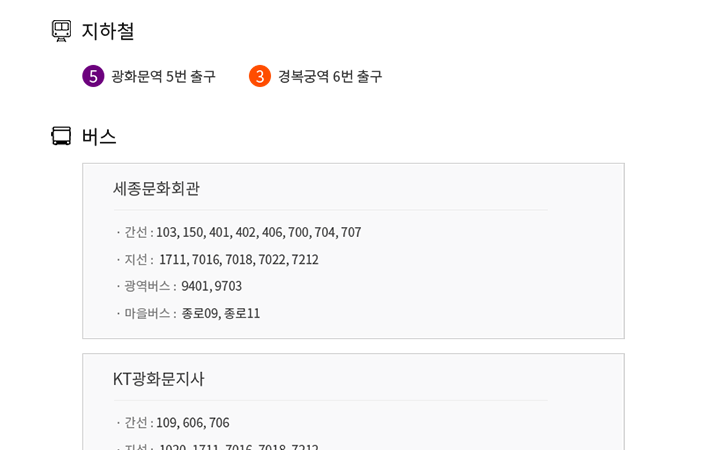 지하철
5 광화문역 5번 출구 3 경복궁역 6번 출구
버스
세종문화회관
· 간선 : 103, 150, 401, 402, 406, 700, 704, 707
· 지선 : 1711, 7016, 7018, 7022, 7212
· 광역버스 : 9401, 9703
· 마을버스 : 종로09, 종로11
KT광화문지사
· 간선 : 109, 606, 706
· 지선 : 1020, 1711, 7016, 7018, 7212